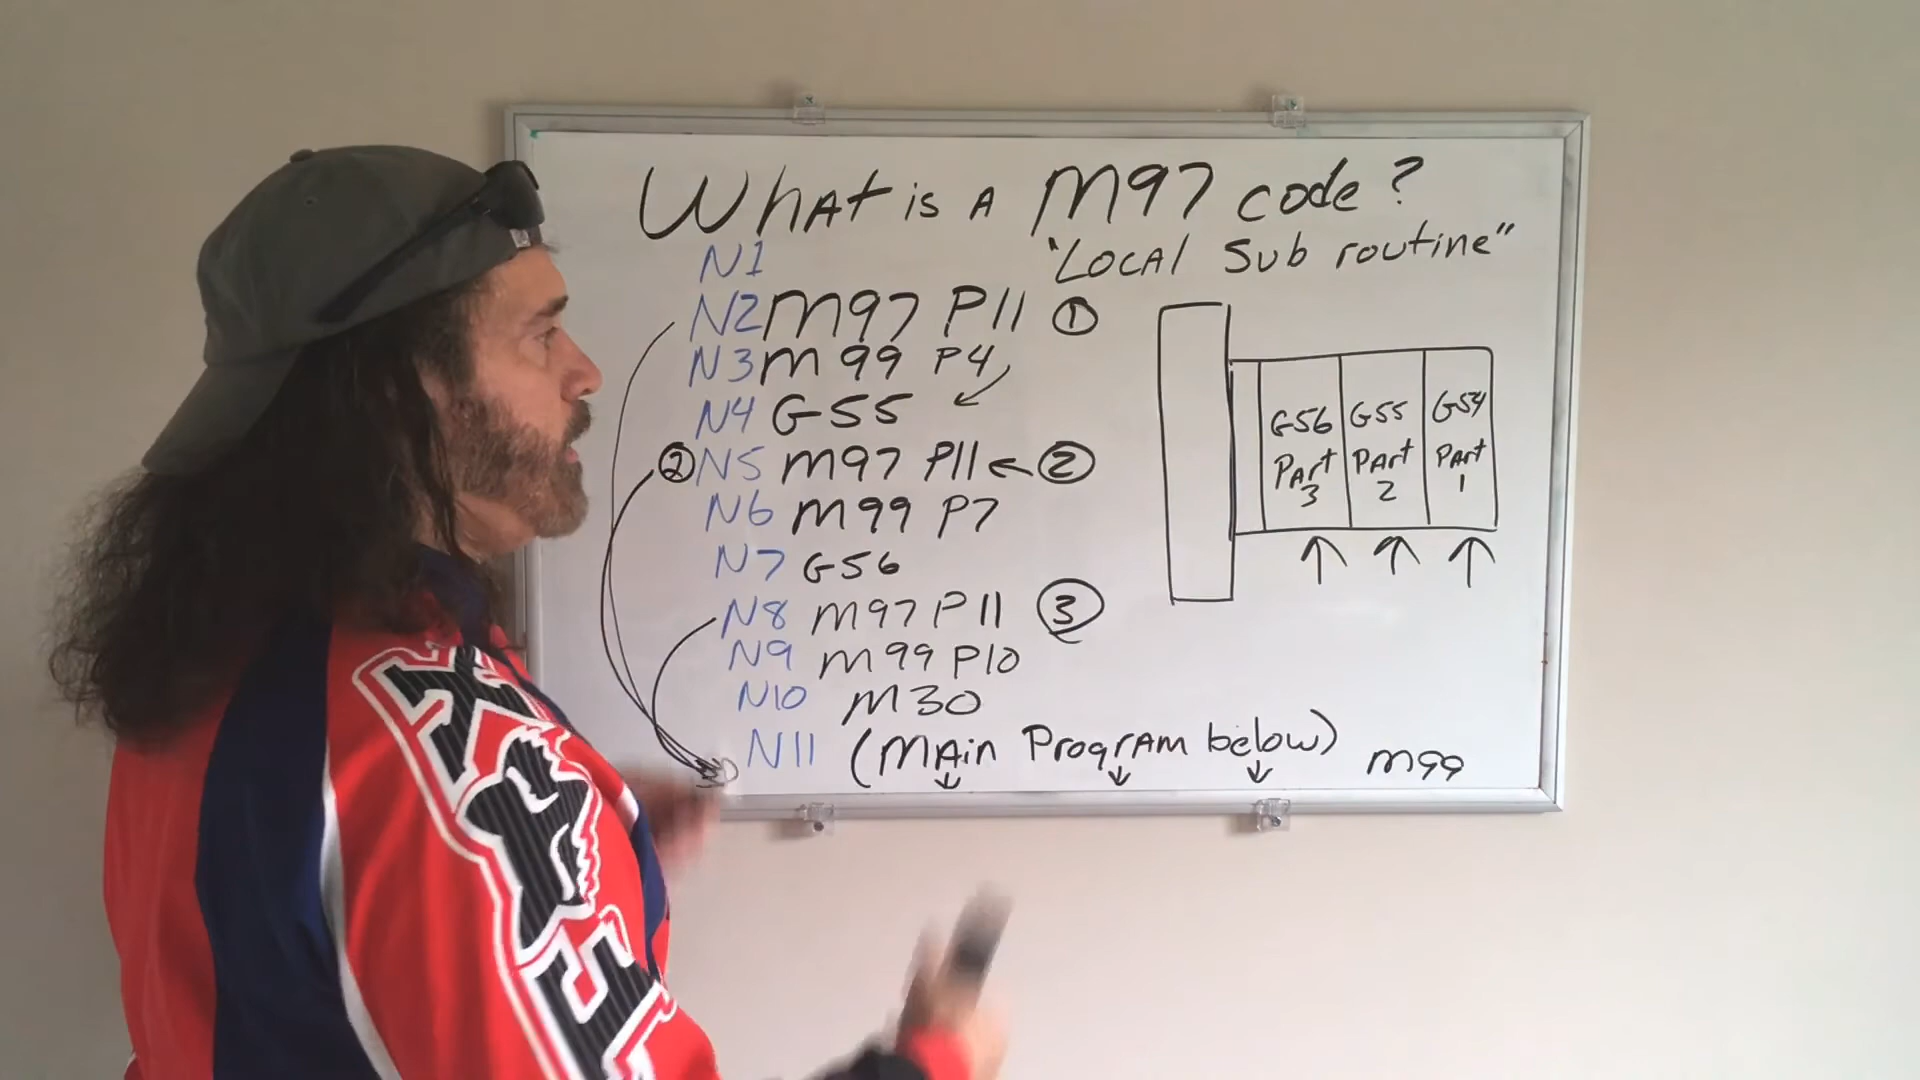 WHAt is A M97 code?
"LOCAl Sub routine"
N1
N2 M97 P11 ①
N3 M99 P4
N4 G55
② N5 M97 P11 ← ②
N6 M99 P7
N7 G56
N8 M97 P11 ③
N9 M99 P10
N10 M30
N11 (MAin ProgrAm below) M99
G56 PArt 3
G55 PArt 2
G54 PArt 1